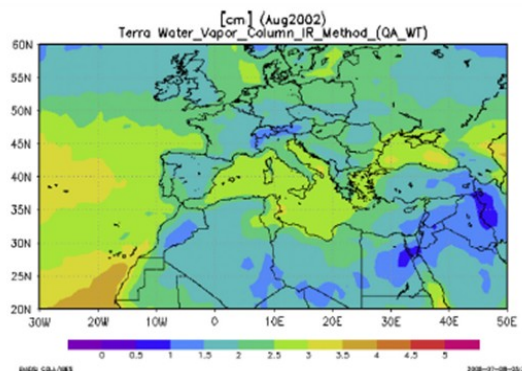 [cm] (Aug2002)
Terra Water_Vapor_Column_IR_Method_(QA_WT)
60N
55N
50N
45N
40N
35N
30N
25N
20N
30W 20W 10W 0 10E 20E 30E 40E 50E
0 0.5 1 1.5 2 2.5 3 3.5 4 4.5 5